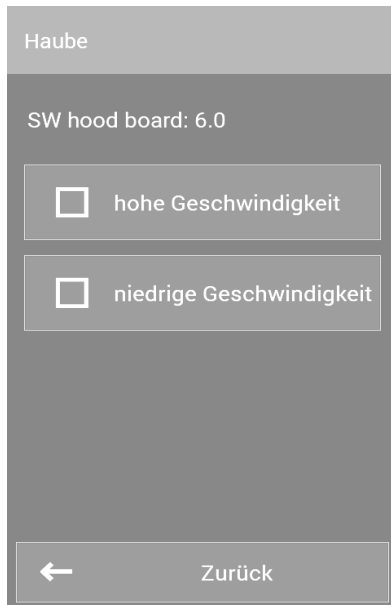 Haube
SW hood board: 6.0
hohe Geschwindigkeit
niedrige Geschwindigkeit
Zurück